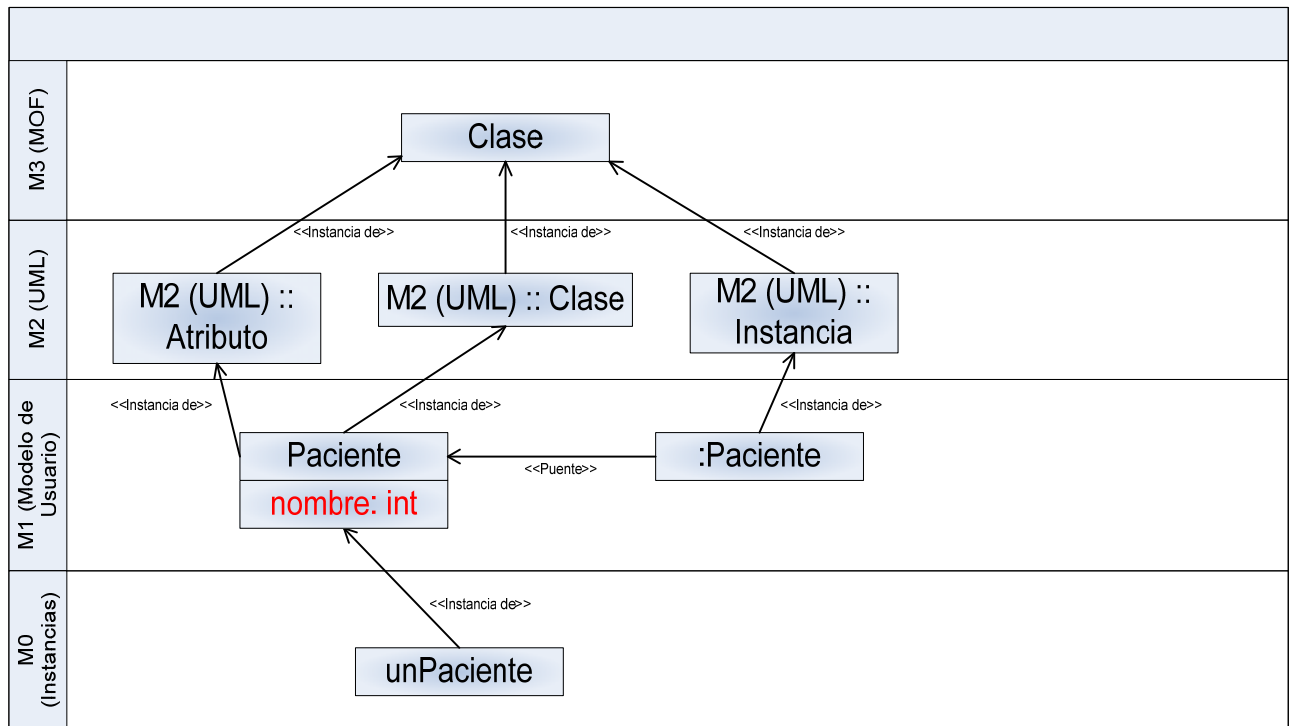 M3 (MOF)
Clase
<<Instancia de>>
<<Instancia de>>
<<Instancia de>>
M2 (UML)
M2 (UML) ::
Atributo
M2 (UML) :: Clase
M2 (UML) ::
Instancia
<<Instancia de>>
<<Instancia de>>
<<Instancia de>>
M1 (Modelo de
Usuario)
Paciente
nombre: int
<<Puente>>
:Paciente
M0
(Instancias)
<<Instancia de>>
unPaciente